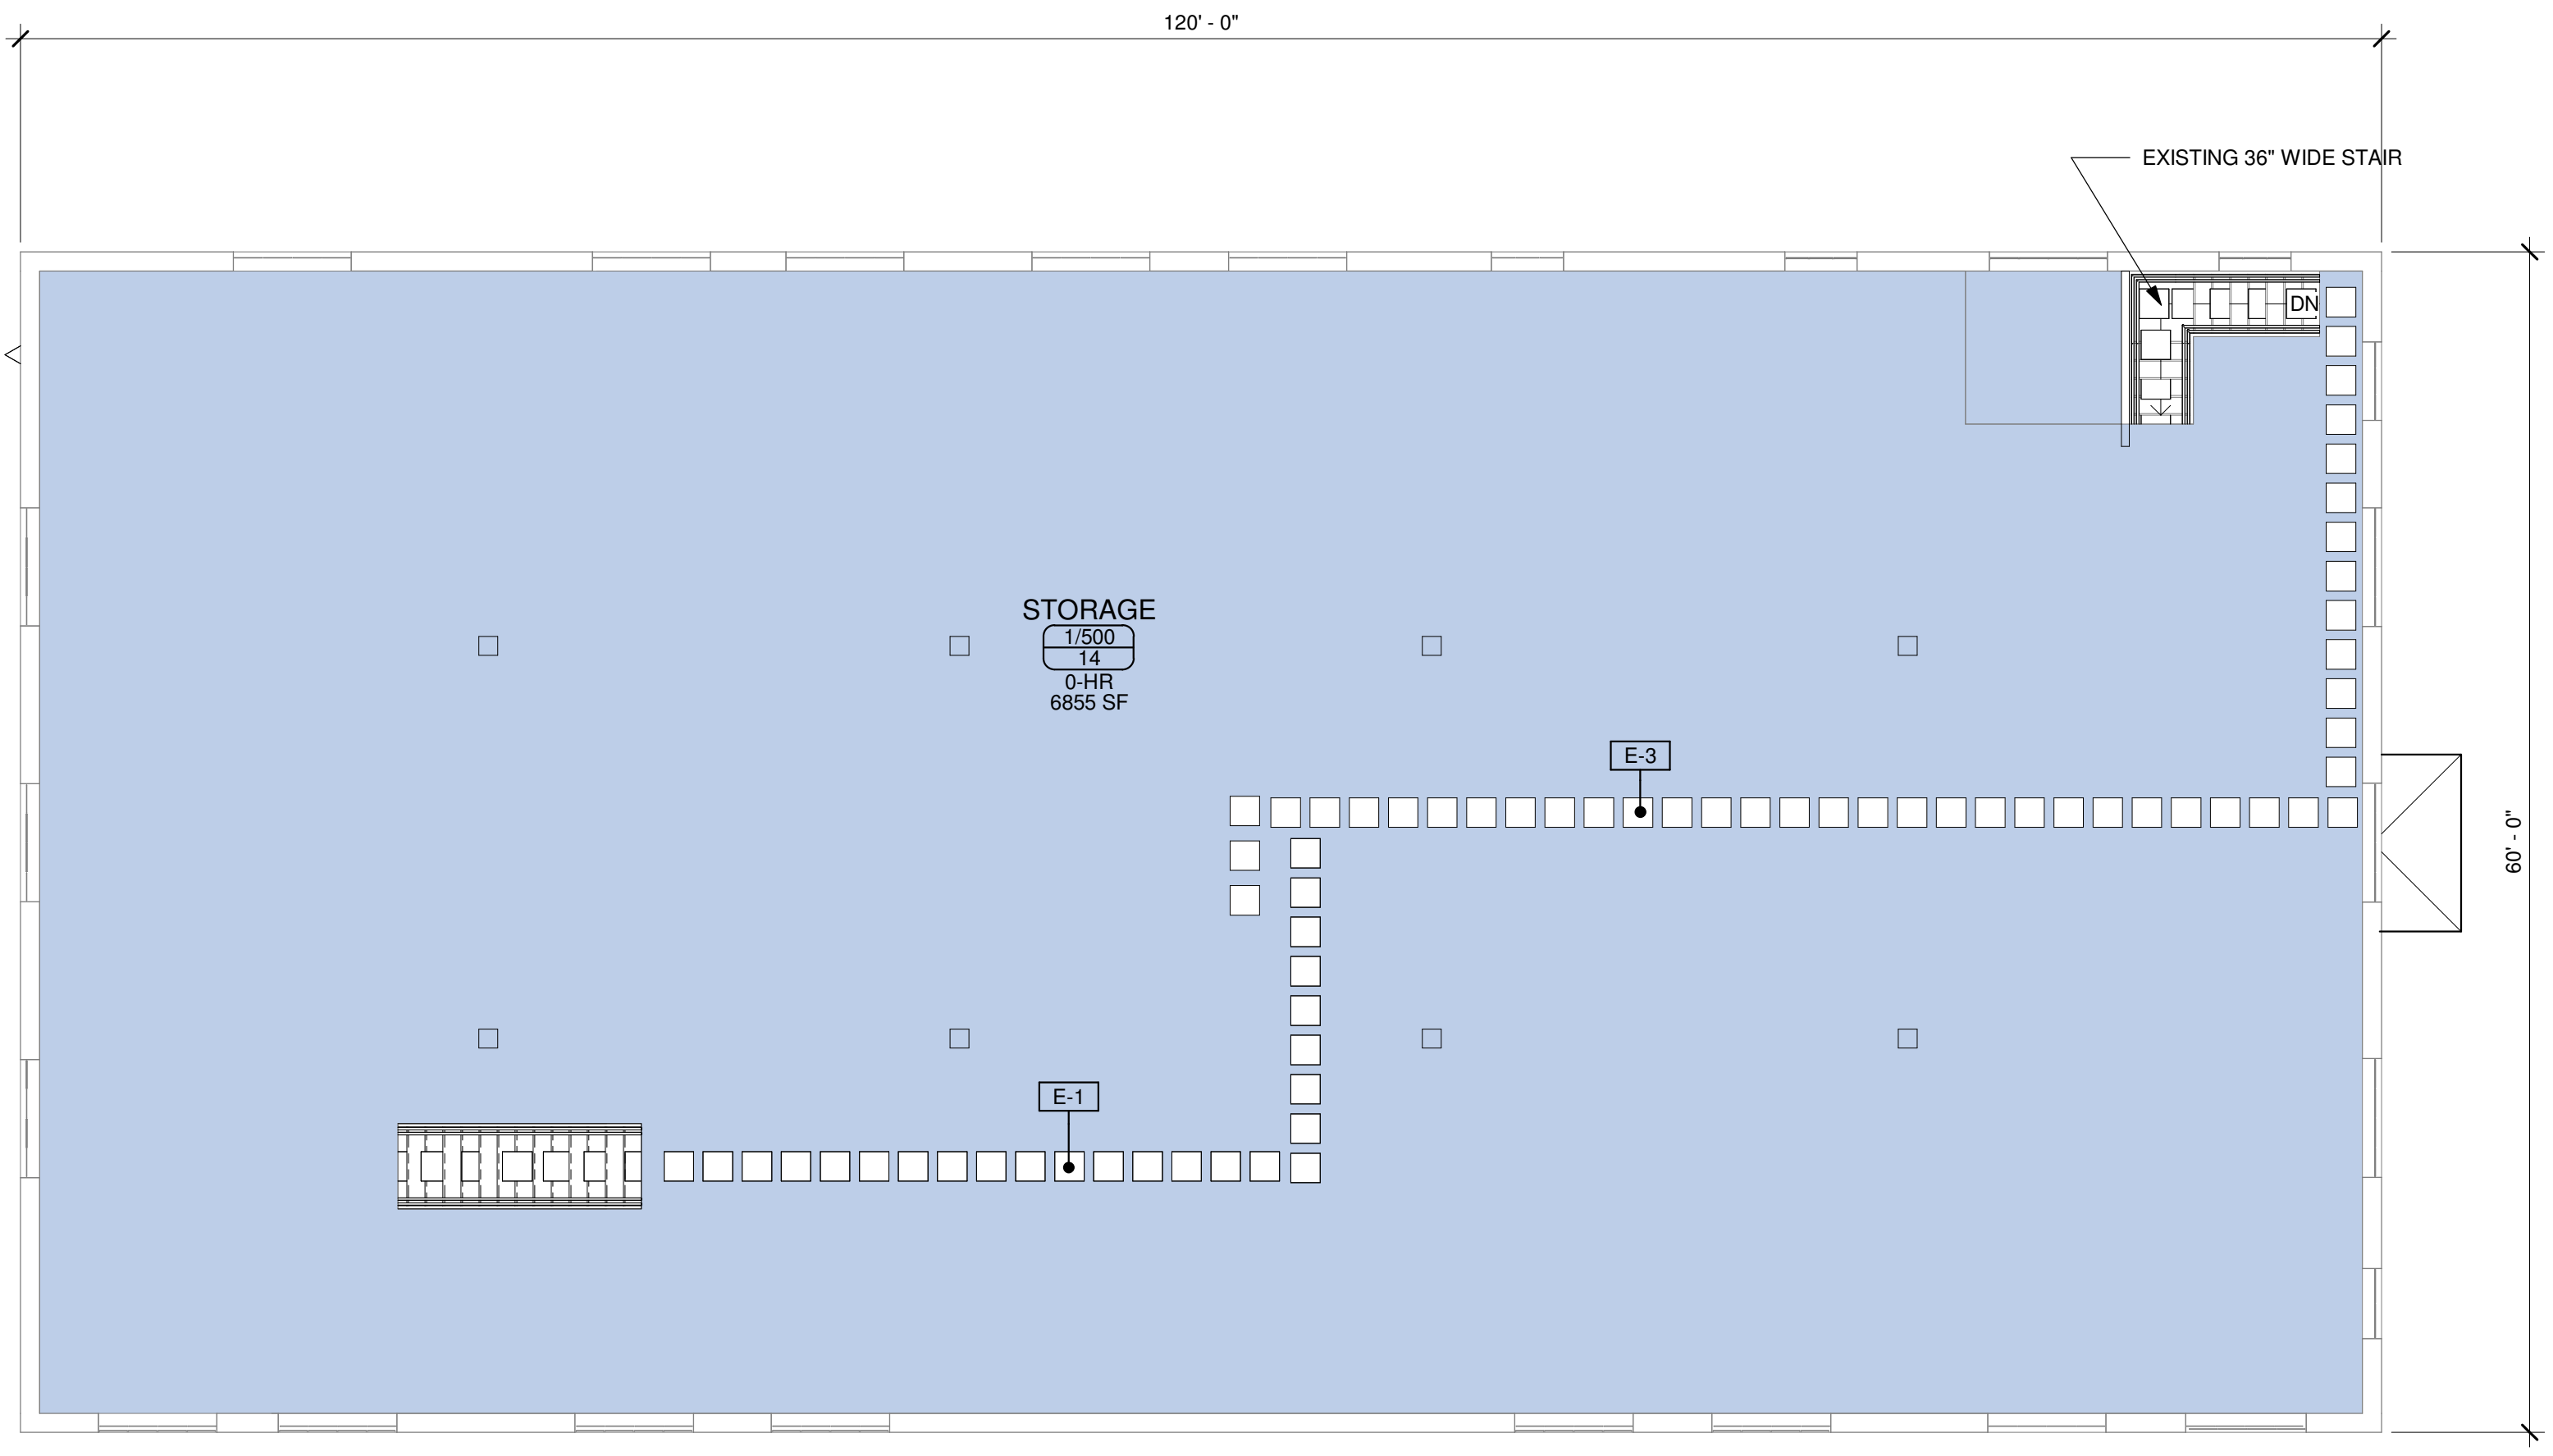 120' - 0"
EXISTING 36" WIDE STAIR
DN
STORAGE
1/500
14
0-HR
6855 SF
E-3
60' - 0"
E-1